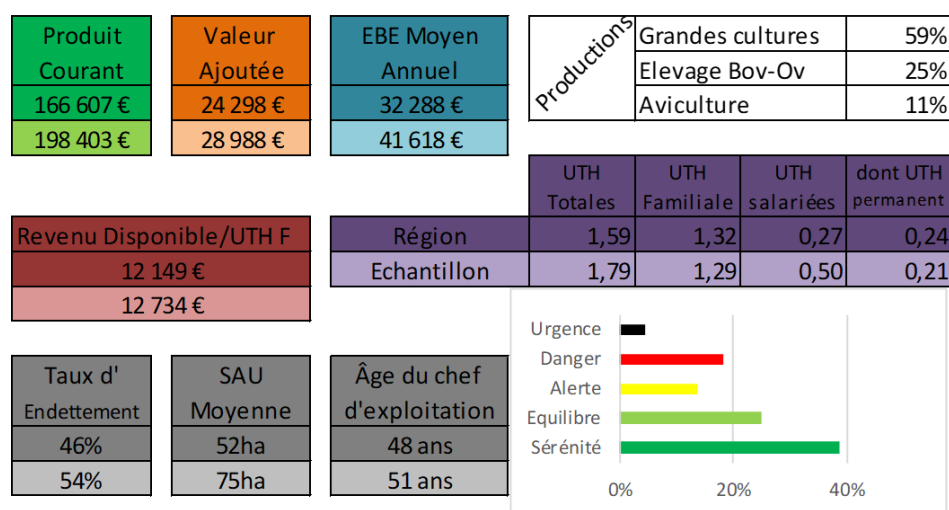 Produit
Courant
166 607 €
198 403 €
Valeur
Ajoutée
24 298 €
28 988 €
EBE Moyen
Annuel
32 288 €
41 618 €
Productions
Grandes cultures 59%
Elevage Bov-Ov 25%
Aviculture 11%
UTH Totales UTH Familiale UTH salariées dont UTH permanent
Région 1,59 1,32 0,27 0,24
Echantillon 1,79 1,29 0,50 0,21
Revenu Disponible/UTH F
12 149 €
12 734 €
Taux d'
Endettement
46%
54%
SAU
Moyenne
52ha
75ha
Âge du chef
d'exploitation
48 ans
51 ans
Urgence
Danger
Alerte
Equilibre
Sérénité
0% 20% 40%